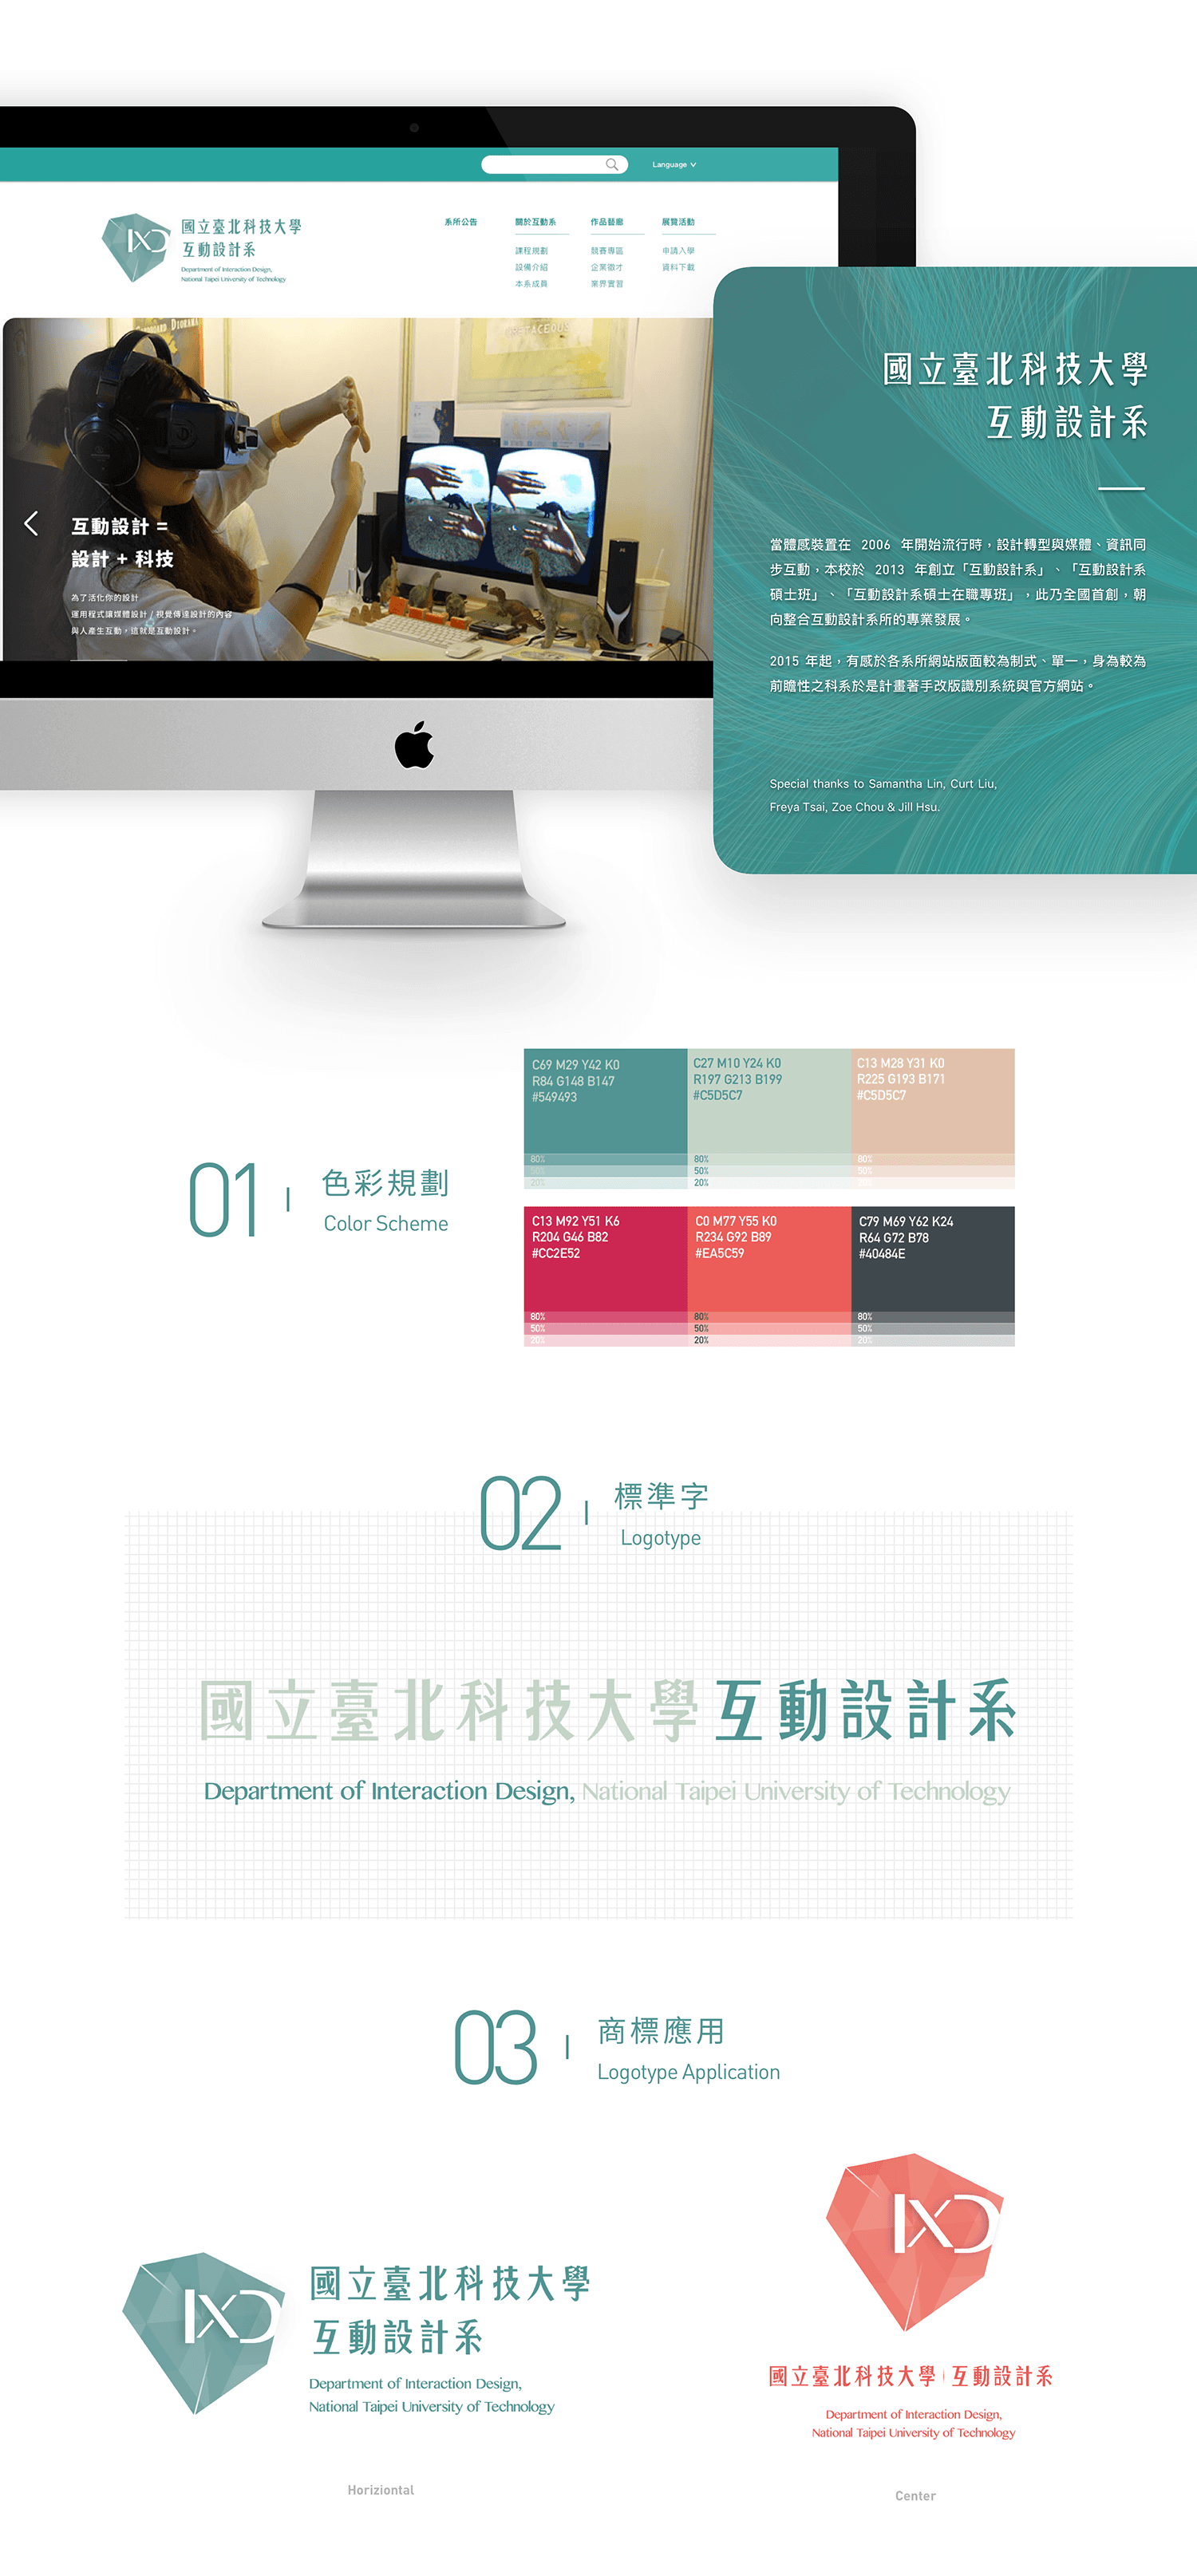 Language
國立臺北科技大學
互動設計系
Department of Interaction Design,
National Taipei University of Technology
IXD
系所公告
關於互動系
課程規劃
設備介紹
本系成員
作品藝廊
競賽專區
企業徵才
業界實習
展覽活動
申請入學
資料下載
互動設計 =
設計 + 科技
為了活化你的設計
運用程式讓媒體設計 / 視覺傳達設計的內容
與人產生互動，這就是互動設計。
國立臺北科技大學
互動設計系
當體感裝置在 2006 年開始流行時，設計轉型與媒體、資訊同
步互動，本校於 2013 年創立「互動設計系」、「互動設計系
碩士班」、「互動設計系碩士在職專班」，此乃全國首創，朝
向整合互動設計系所的專業發展。
2015 年起，有感於各系所網站版面較為制式、單一，身為較為
前瞻性之科系於是計畫著手改版識別系統與官方網站。
Special thanks to Samantha Lin, Curt Liu,
Freya Tsai, Zoe Chou & Jill Hsu.
01
色彩規劃
Color Scheme
C69 M29 Y42 K0
R84 G148 B147
#549493
80%
50%
20%
C27 M10 Y24 K0
R197 G213 B199
#C5D5C7
80%
50%
20%
C13 M28 Y31 K0
R225 G193 B171
#C5D5C7
80%
50%
20%
C13 M92 Y51 K6
R204 G46 B82
#CC2E52
80%
50%
20%
C0 M77 Y55 K0
R234 G92 B89
#EA5C59
80%
50%
20%
C79 M69 Y62 K24
R64 G72 B78
#40484E
80%
50%
20%
02
標準字
Logotype
國立臺北科技大學互動設計系
Department of Interaction Design, National Taipei University of Technology
03
商標應用
Logotype Application
IXD
國立臺北科技大學
互動設計系
Department of Interaction Design,
National Taipei University of Technology
Horiziontal
IXD
國立臺北科技大學 互動設計系
Department of Interaction Design,
National Taipei University of Technology
Center